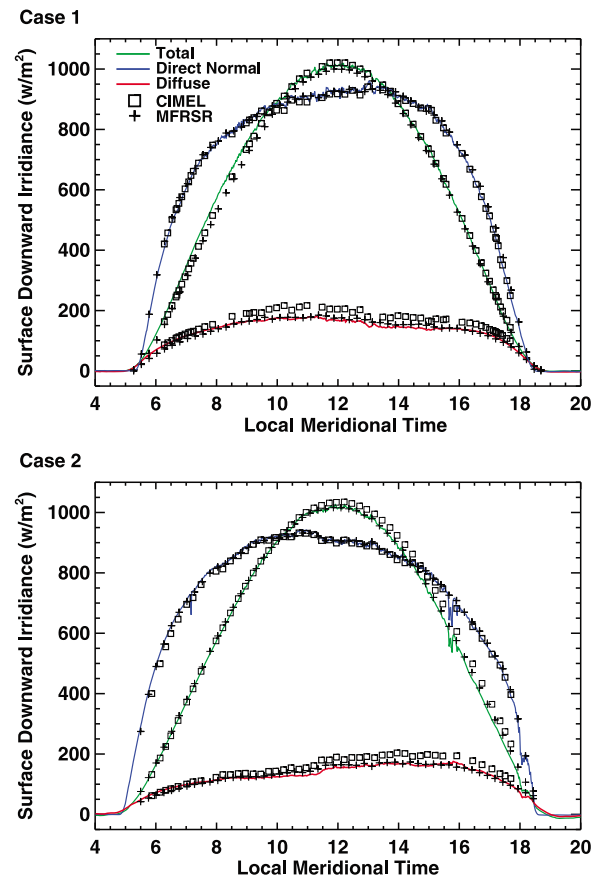 Case 1
Total
Direct Normal
Diffuse
CIMEL
MFRSR
Surface Downward Irridiance (w/m²)
1000
800
600
400
200
0
4 6 8 10 12 14 16 18 20
Local Meridional Time
Case 2
Surface Downward Irridiance (w/m²)
1000
800
600
400
200
0
4 6 8 10 12 14 16 18 20
Local Meridional Time